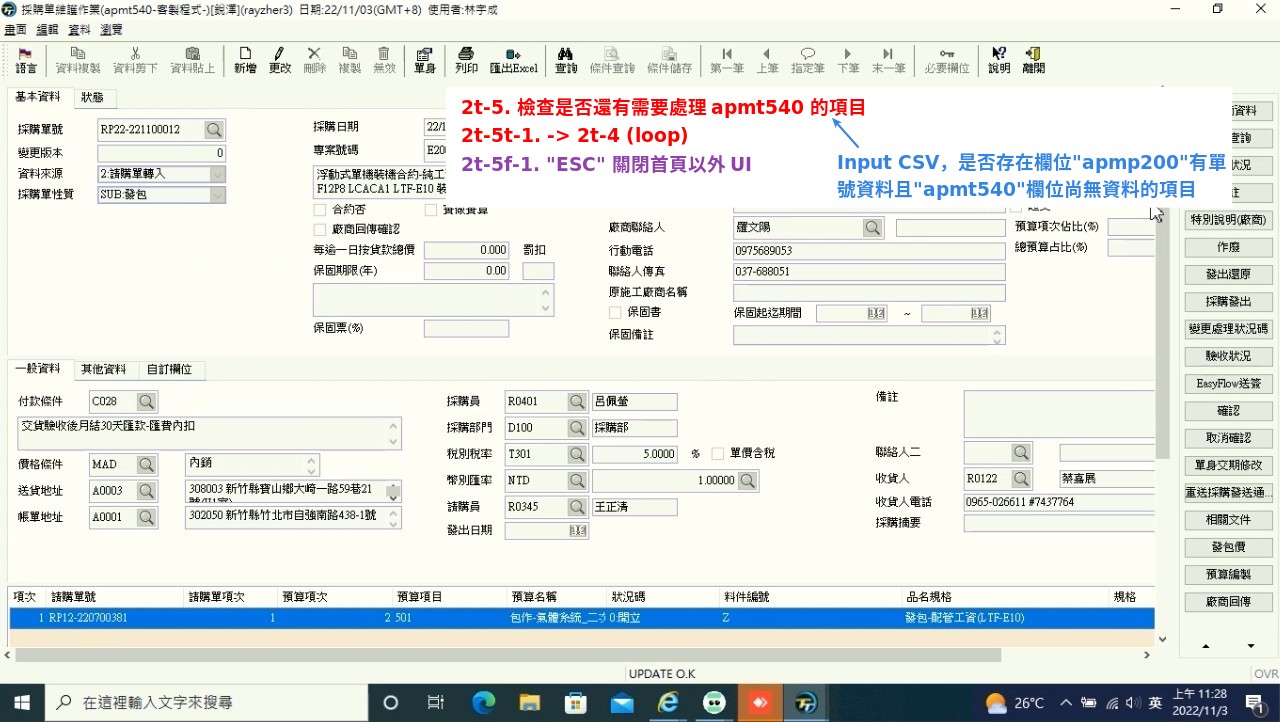 採購單維護作業(apmt540-客製程式-)[銳澤](rayzher3) 日期:22/11/03(GMT+8) 使用者:林宇咸
畫面 編輯 資料 瀏覽
語言 資料複製 資料剪下 資料貼上 新增 更改 刪除 複製 無效 單身 列印 匯出Excel 查詢 條件查詢 條件儲存 第一筆 上筆 指定筆 下筆 末一筆 必要欄位 說明 離開
基本資料 狀態
2t-5. 檢查是否還有需要處理 apmt540 的項目
2t-5t-1. -> 2t-4 (loop)
2t-5f-1. "ESC" 關閉首頁以外 UI
Input CSV，是否存在欄位"apmp200"有單
號資料且"apmt540"欄位尚無資料的項目
採購單號 RP22-221100012 採購日期 22/1
變更版本 0 專案號碼 E20
資料來源 2:請購單轉入 浮動式單機裝機合約-純工
F12P8 LCACA1 LTF-E10 裝
採購單性質 SUB:發包
合約否
廠商回傳確認 廠商聯絡人 羅文陽 預算項次佔比(%)
每逾一日按貨款總價 0.000 罰扣 行動電話 0975689053 總預算占比(%)
保固期限(年) 0.00 聯絡人傳真 037-688051
原施工廠商名稱
保固書 保固起迄期間 ~
保固票(%) 保固備註
資料
查詢
狀況
註
特別說明(廠商)
作廢
發出還原
採購發出
變更處理狀況碼
驗收狀況
EasyFlow送簽
確認
取消確認
單身交期修改
重送採購發送通...
相關文件
發包價
預算編製
廠商回傳
一般資料 其他資料 自訂欄位
付款條件 C028 採購員 R0401 呂佩螢 備註
交貨驗收後月結30天匯款-匯費內扣 採購部門 D100 採購部
稅別稅率 T301 5.0000 % 單價含稅 聯絡人二
價格條件 MAD 內銷 幣別匯率 NTD 1.00000 收貨人 R0122 蔡嘉展
送貨地址 A0003 308003 新竹縣寶山鄉大崎一路59巷21
請購員 R0345 王正清 收貨人電話 0965-026611 #7437764
帳單地址 A0001 302050 新竹縣竹北市自強南路438-1號 發出日期 採購摘要
項次 請購單號 請購單項次 預算項次 預算項目 預算名稱 狀況碼 料件編號 品名規格 規格
1 RP12-220700381 1 2 501 包作-氣體系統_二次 0:開立 Z 發包-配管工資(LTF-E10)
UPDATE O.K OVR
在這裡輸入文字來搜尋 26°C 英 上午 11:28
2022/11/3 1